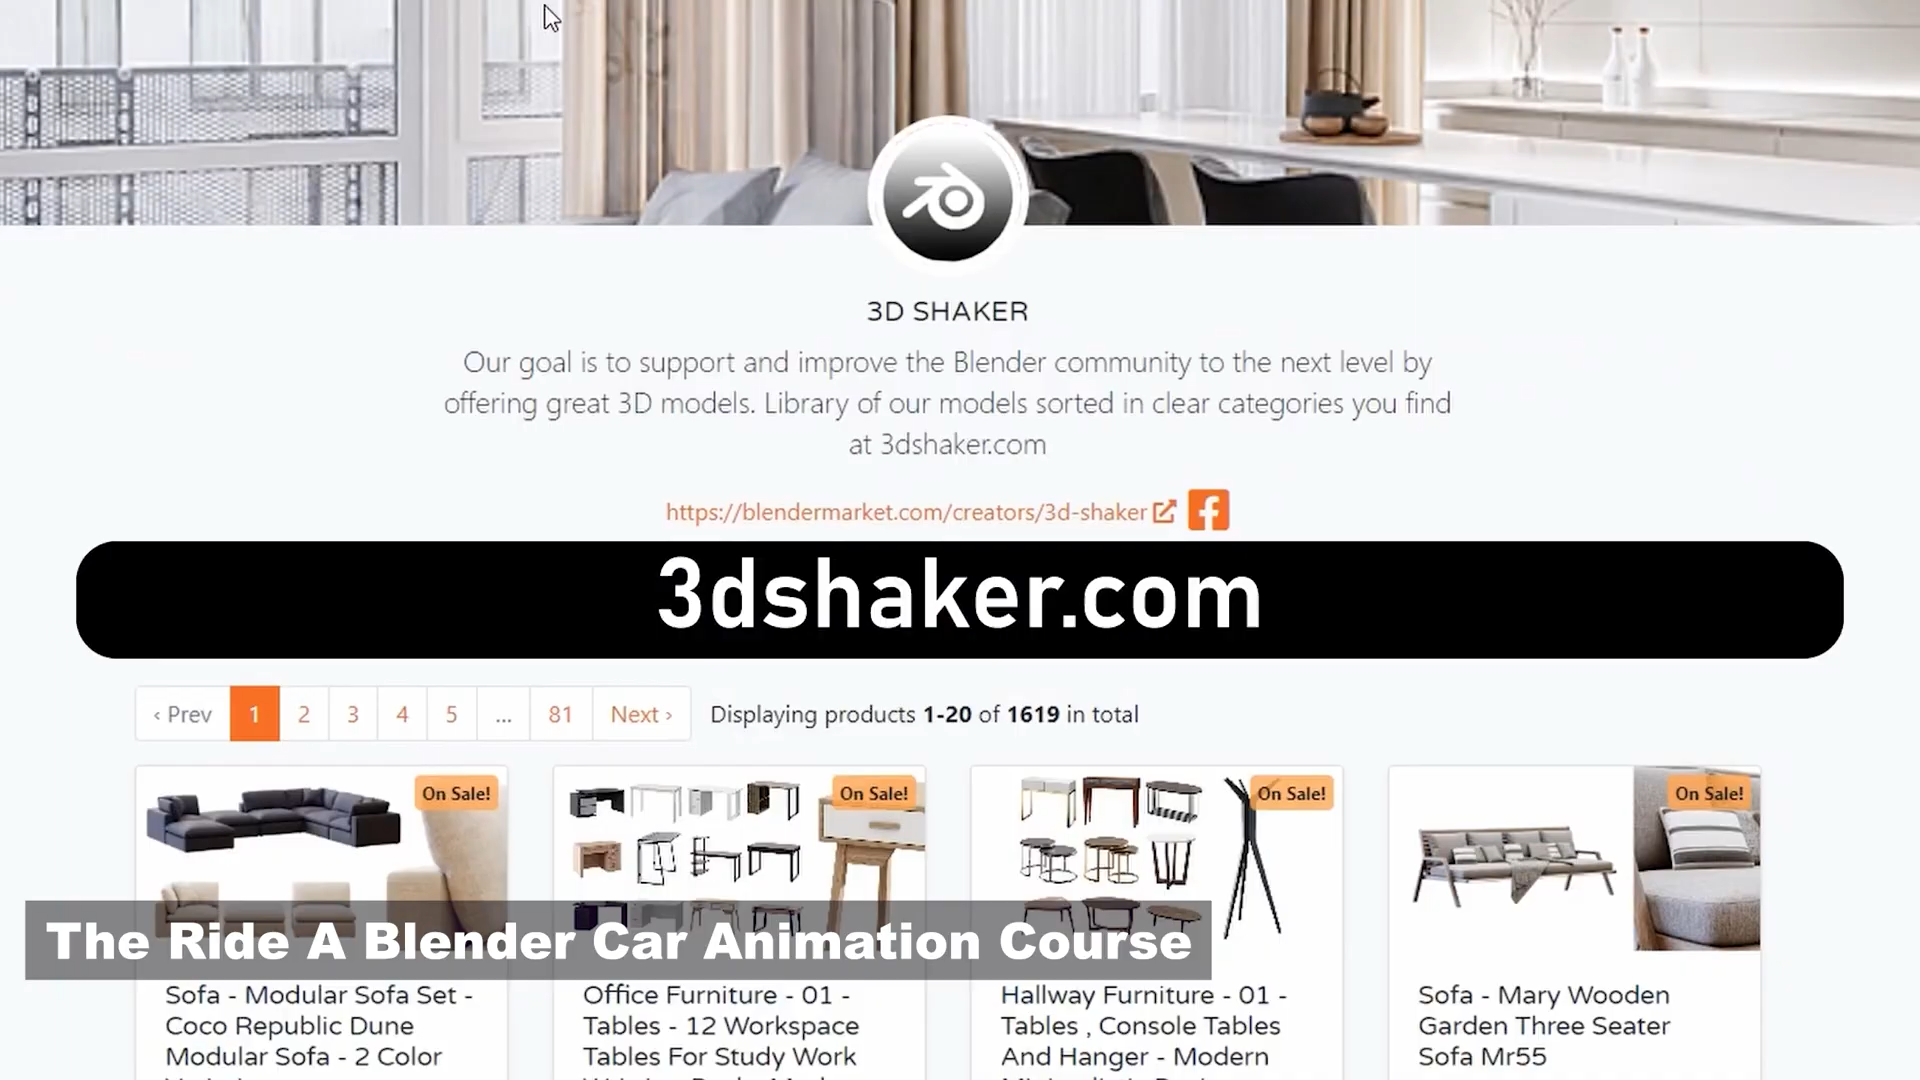 3D SHAKER
Our goal is to support and improve the Blender community to the next level by
offering great 3D models. Library of our models sorted in clear categories you find
at 3dshaker.com
https://blendermarket.com/creators/3d-shaker
3dshaker.com
‹ Prev 1 2 3 4 5 ... 81 Next › Displaying products 1-20 of 1619 in total
On Sale! On Sale! On Sale! On Sale!
The Ride A Blender Car Animation Course
Sofa - Modular Sofa Set -
Coco Republic Dune
Modular Sofa - 2 Color
Office Furniture - 01 -
Tables - 12 Workspace
Tables For Study Work
Hallway Furniture - 01 -
Tables , Console Tables
And Hanger - Modern
Sofa - Mary Wooden
Garden Three Seater
Sofa Mr55